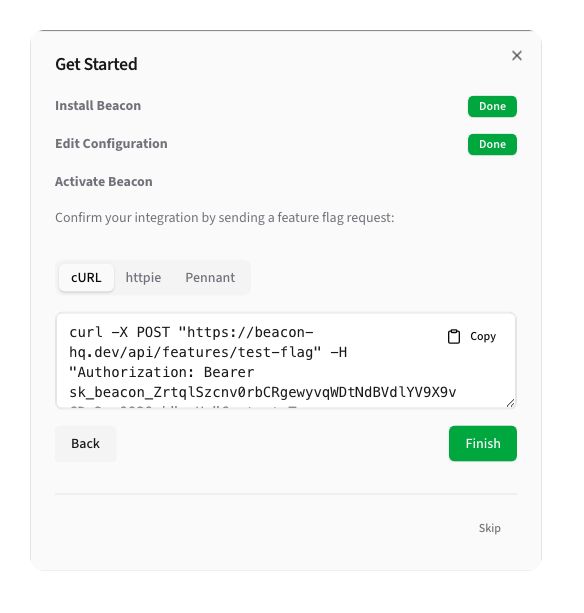 Get Started
Install Beacon
Done
Edit Configuration
Done
Activate Beacon
Confirm your integration by sending a feature flag request:
cURL
httpie
Pennant
curl -X POST "https://beacon-
hq.dev/api/features/test-flag" -H
"Authorization: Bearer
sk_beacon_ZrtqlSzcnv0rbCRgewyvqWDtNdBVdlYV9X9v
Copy
Back
Finish
Skip